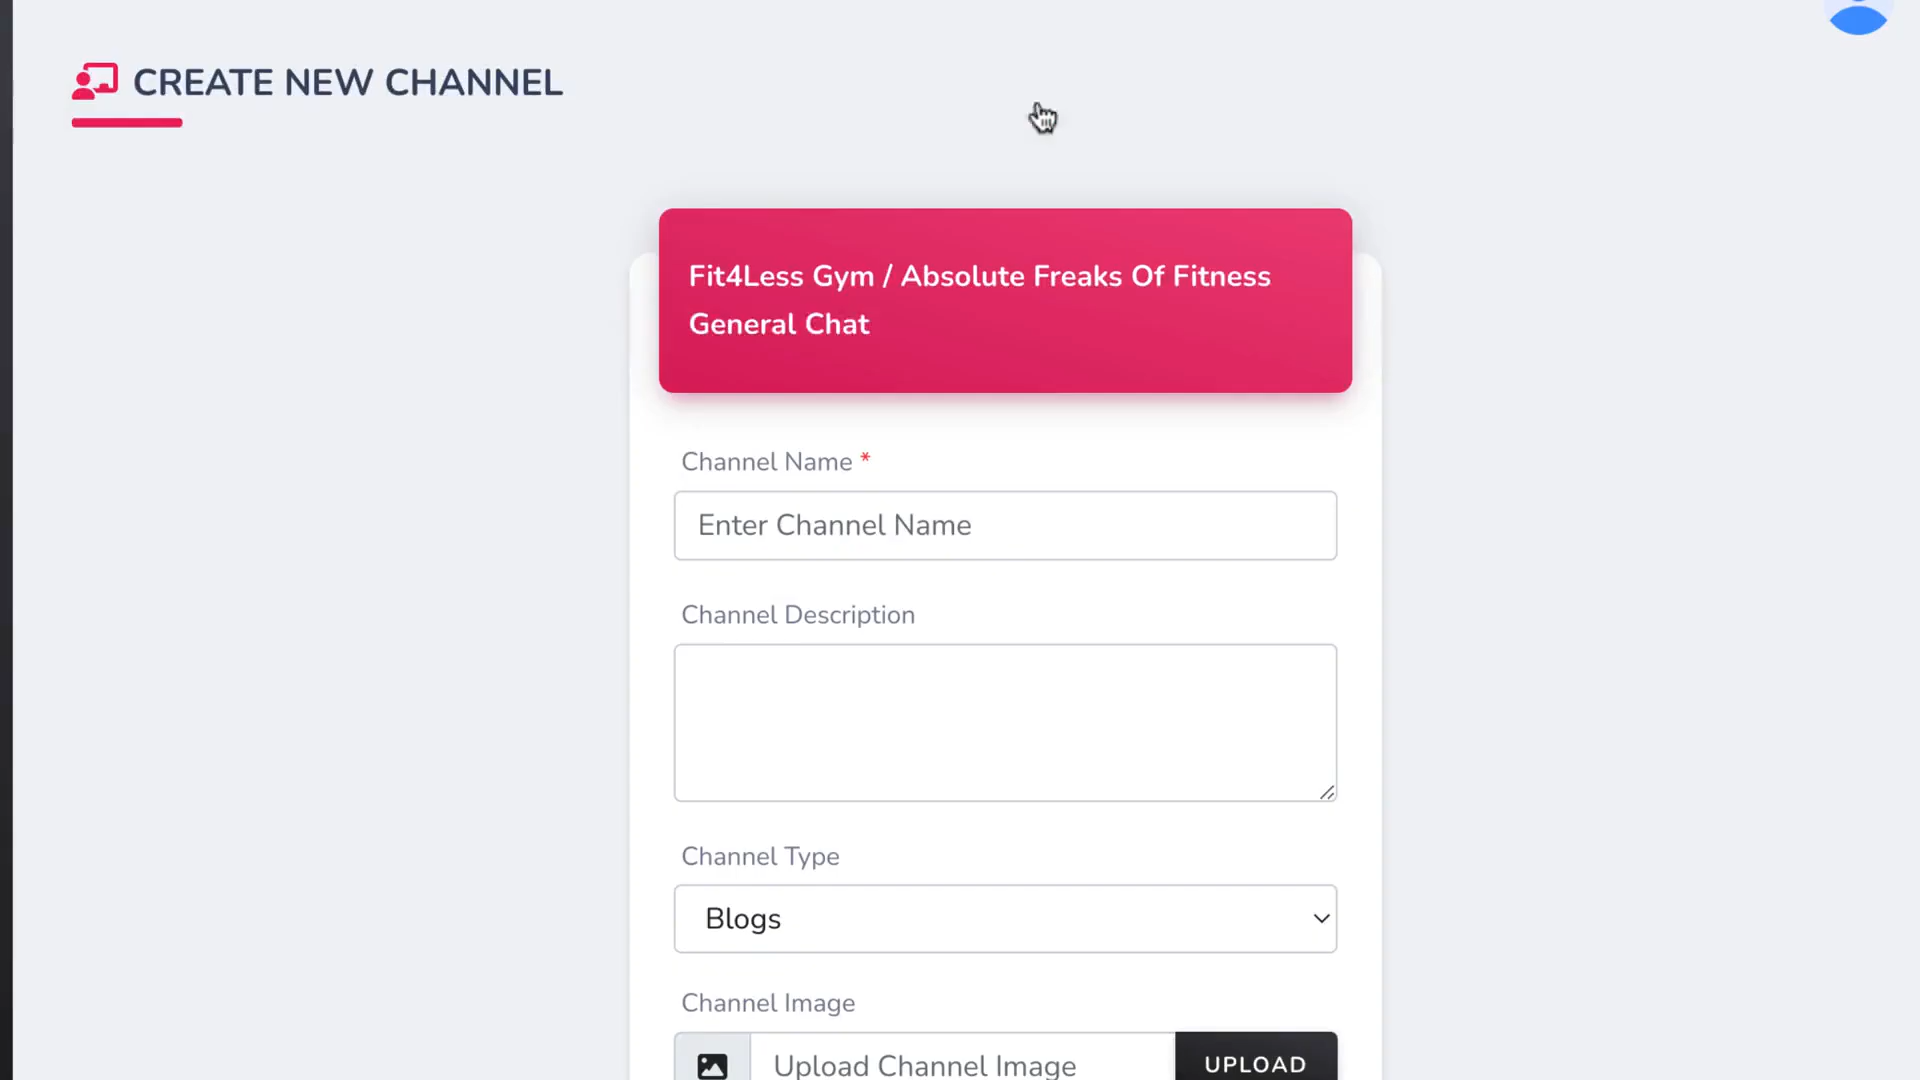 CREATE NEW CHANNEL
Fit4Less Gym / Absolute Freaks Of Fitness
General Chat
Channel Name *
Enter Channel Name
Channel Description
Channel Type
Blogs
Channel Image
Upload Channel Image
UPLOAD